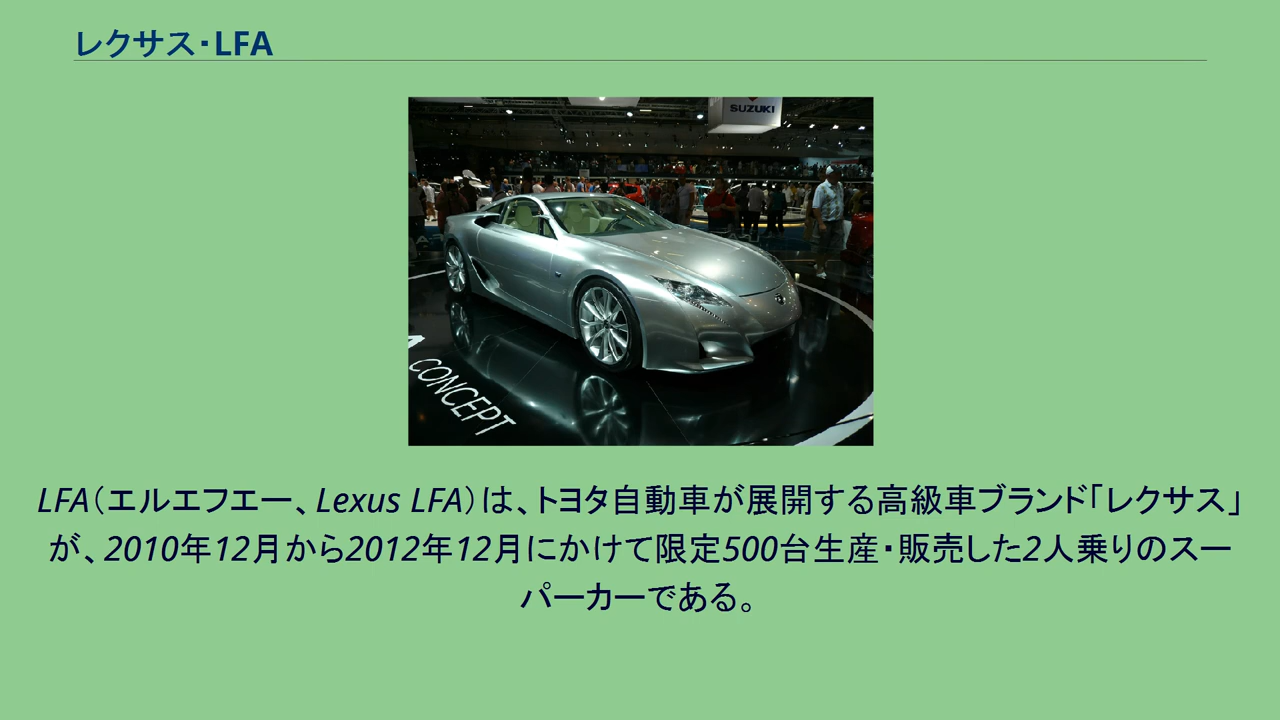 レクサス・LFA
SUZUKI
A CONCEPT
LFA（エルエフエー、Lexus LFA）は、トヨタ自動車が展開する高級車ブランド「レクサス」
が、2010年12月から2012年12月にかけて限定500台生産・販売した2人乗りのスー
パーカーである。